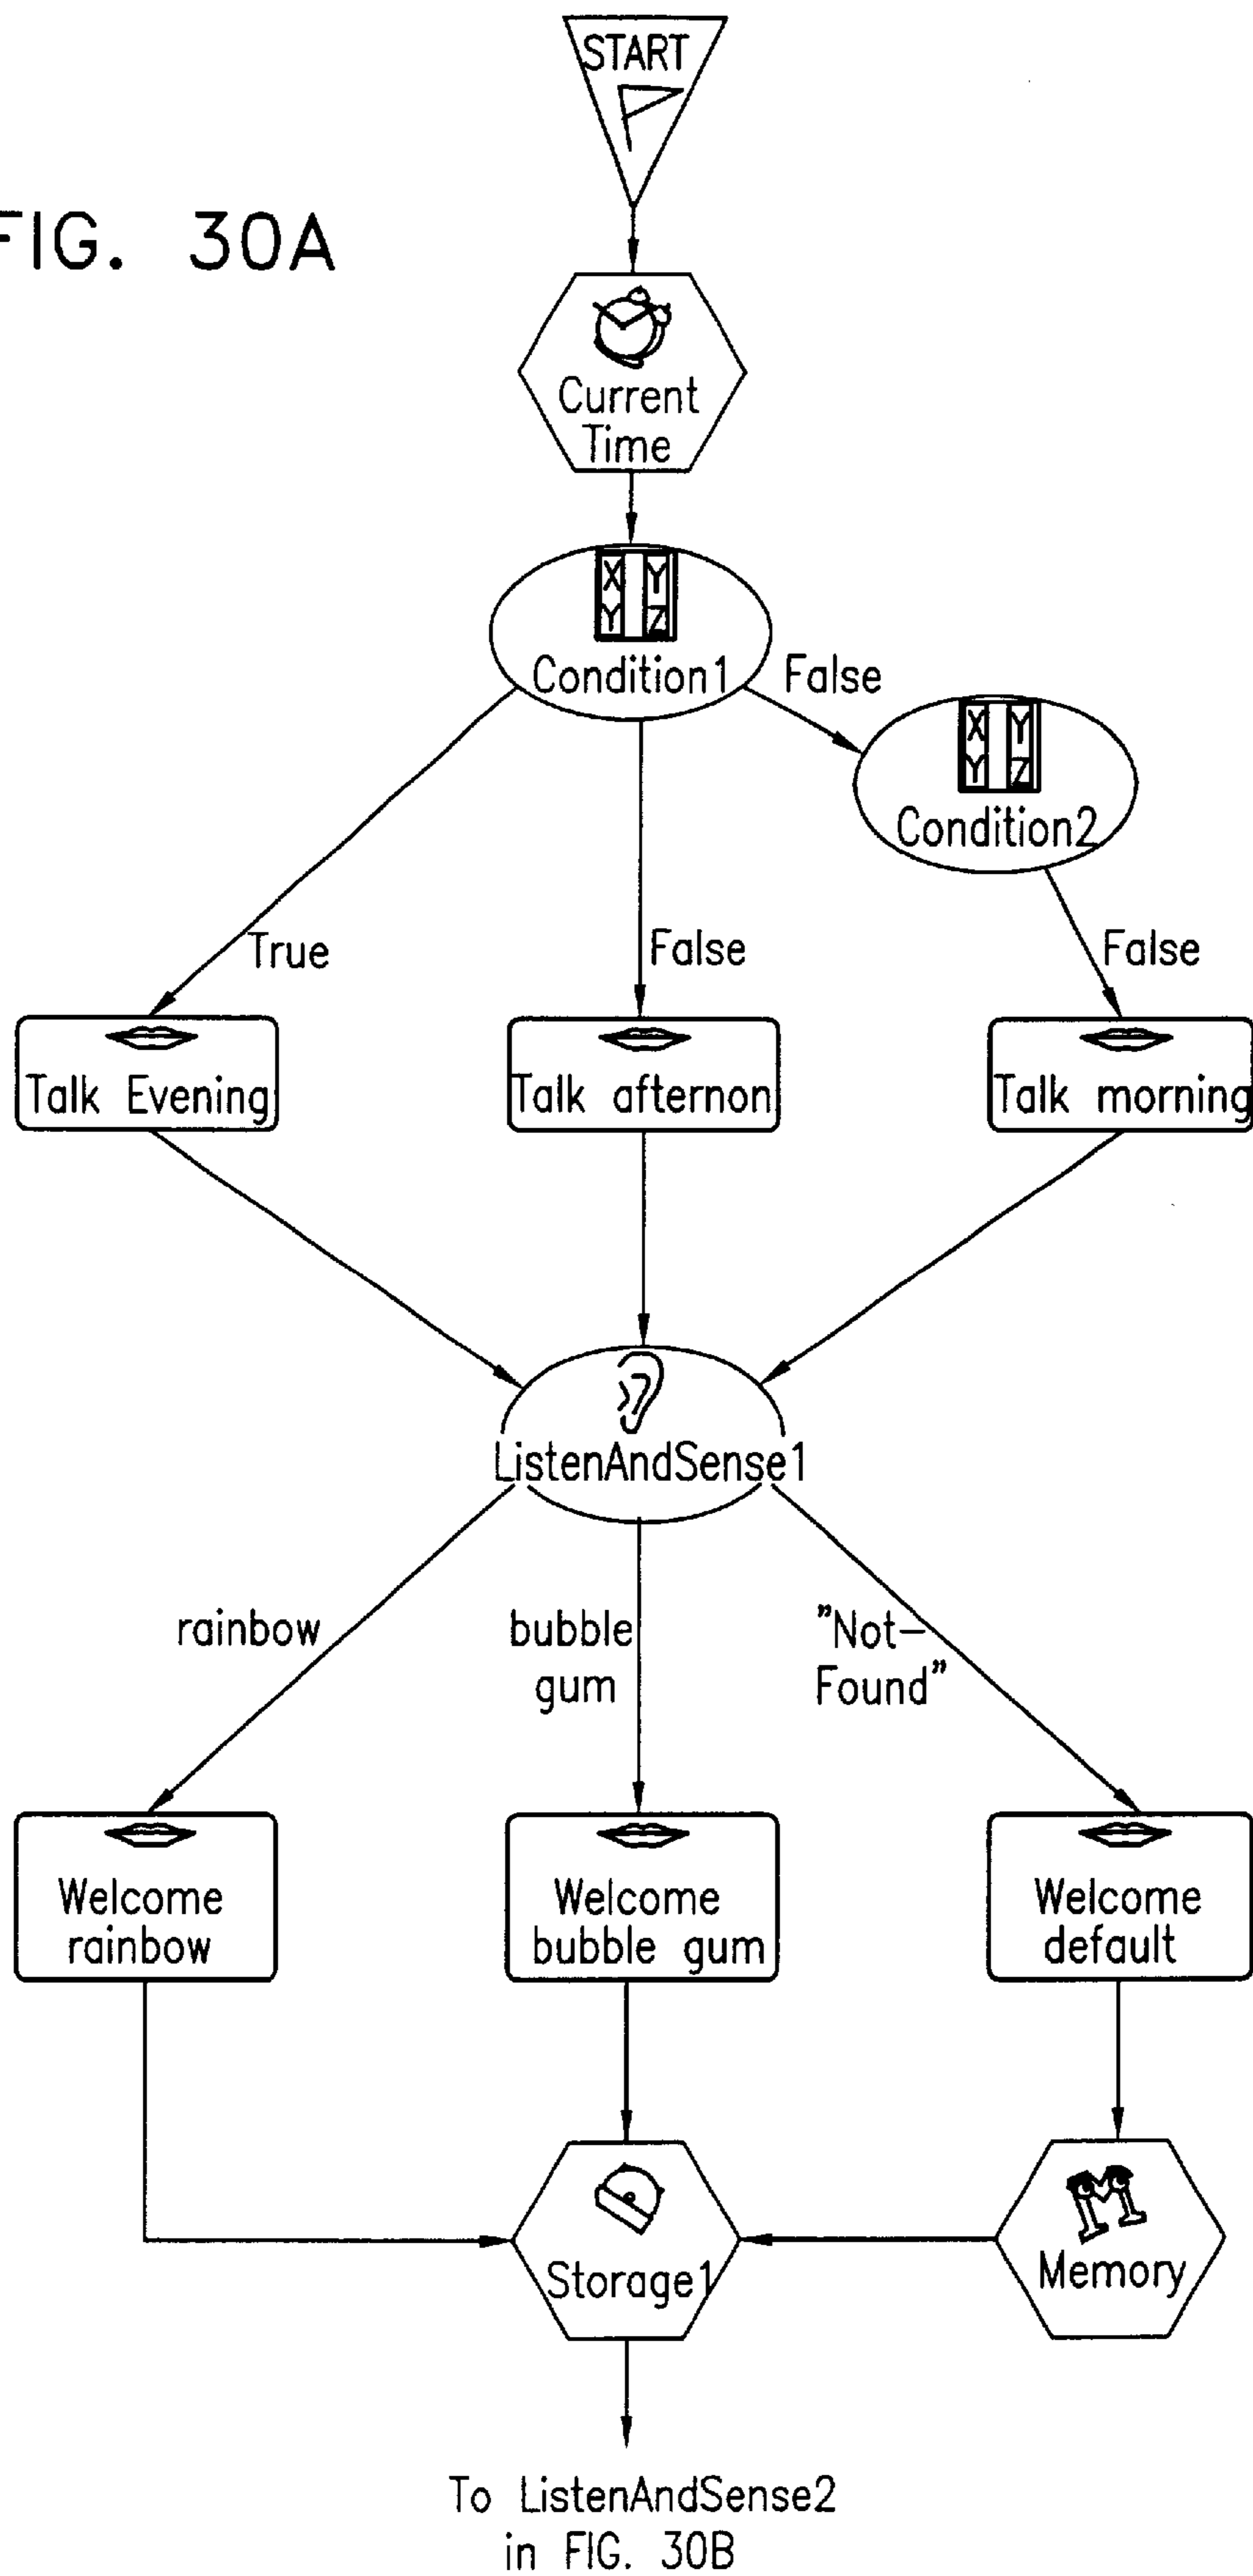 START
FIG. 30A
Current
Time
X Y
Y Z
Condition1
False
X Y
Y Z
Condition2
True
False
False
Talk Evening
Talk afternon
Talk morning
ListenAndSense1
rainbow
bubble
gum
"Not-
Found"
Welcome
rainbow
Welcome
bubble gum
Welcome
default
Storage1
M
Memory
To ListenAndSense2
in FIG. 30B